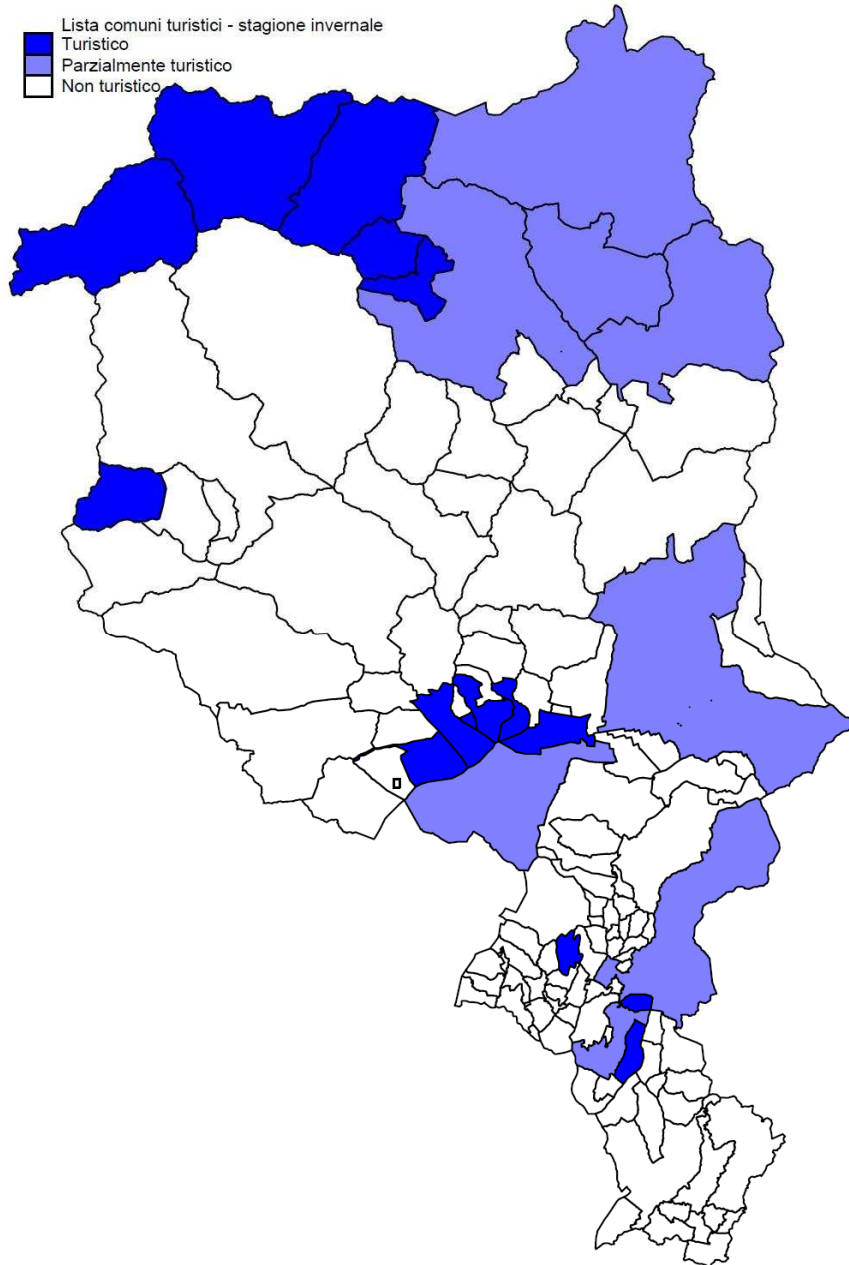 Lista comuni turistici - stagione invernale
Turistico
Parzialmente turistico
Non turistico